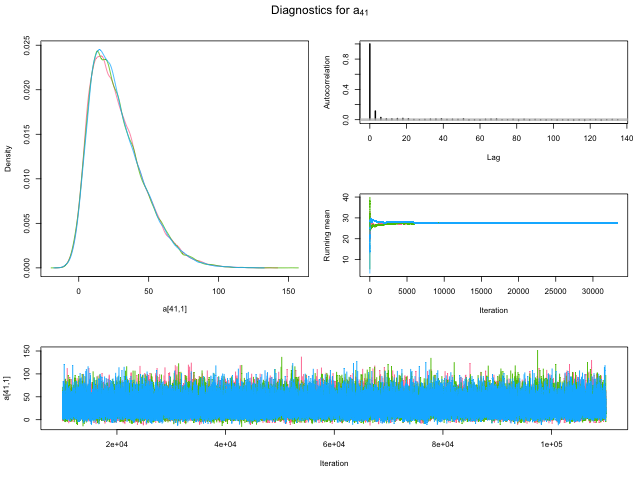 Diagnostics for a41
Density
0.000 0.005 0.010 0.015 0.020 0.025
0 50 100 150
a[41,1]
Autocorrelation
0.0 0.4 0.8
0 20 40 60 80 100 120 140
Lag
Running mean
10 20 30 40
0 5000 10000 15000 20000 25000 30000
Iteration
a[41,1]
0 50 100 150
2e+04 4e+04 6e+04 8e+04 1e+05
Iteration